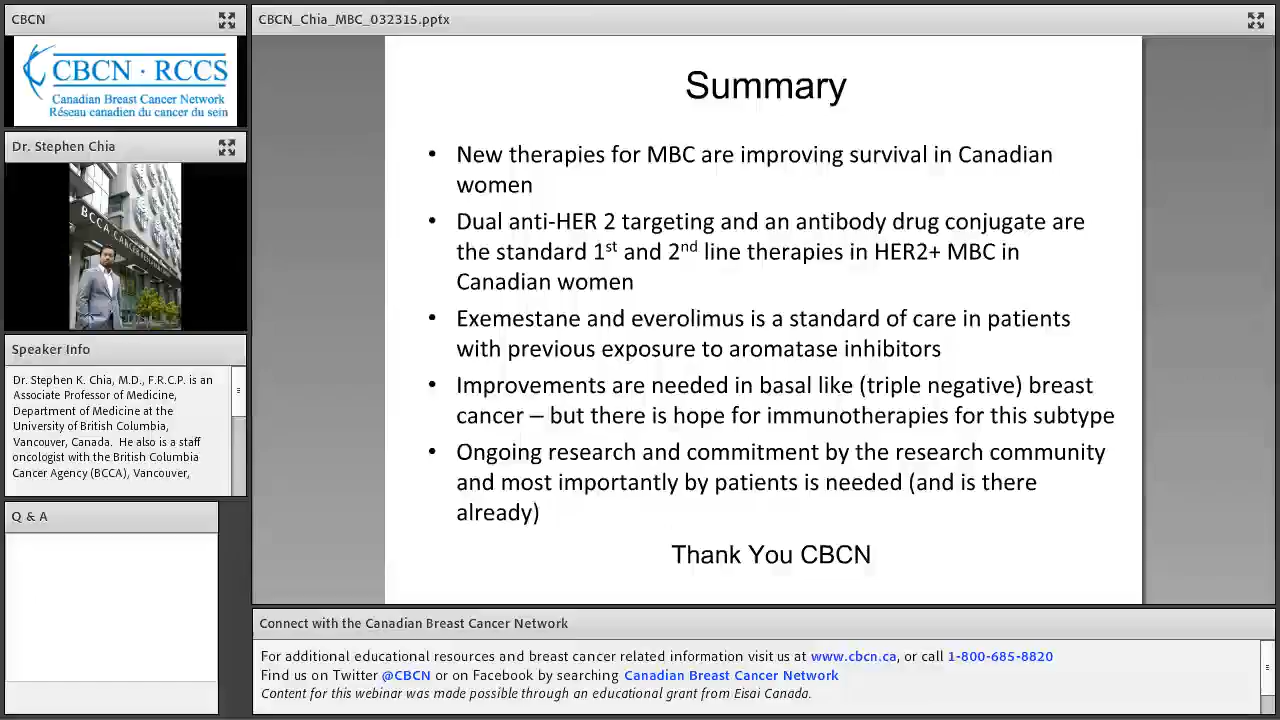 CBCN
CBCN · RCCS
Canadian Breast Cancer Network
Réseau canadien du cancer du sein
Dr. Stephen Chia
BCCA CANCER
Speaker Info
Dr. Stephen K. Chia, M.D., F.R.C.P. is an
Associate Professor of Medicine,
Department of Medicine at the
University of British Columbia,
Vancouver, Canada. He also is a staff
oncologist with the British Columbia
Cancer Agency (BCCA), Vancouver,
Q & A
CBCN_Chia_MBC_032315.pptx
Summary
• New therapies for MBC are improving survival in Canadian
women
• Dual anti-HER 2 targeting and an antibody drug conjugate are
the standard 1st and 2nd line therapies in HER2+ MBC in
Canadian women
• Exemestane and everolimus is a standard of care in patients
with previous exposure to aromatase inhibitors
• Improvements are needed in basal like (triple negative) breast
cancer – but there is hope for immunotherapies for this subtype
• Ongoing research and commitment by the research community
and most importantly by patients is needed (and is there
already)
Thank You CBCN
Connect with the Canadian Breast Cancer Network
For additional educational resources and breast cancer related information visit us at www.cbcn.ca, or call 1-800-685-8820
Find us on Twitter @CBCN or on Facebook by searching Canadian Breast Cancer Network
Content for this webinar was made possible through an educational grant from Eisai Canada.